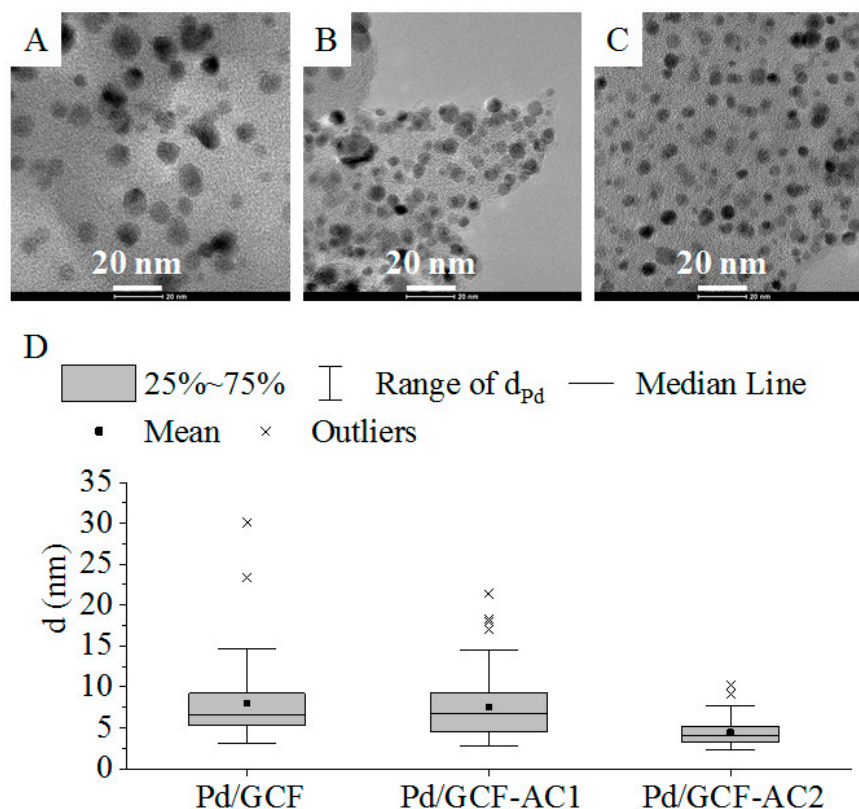 A B C
20 nm 20 nm 20 nm
20 nm 20 nm 20 nm
D
25%~75% Range of dPd Median Line
Mean Outliers
35
30
25
20
15
10
5
0
d (nm)
Pd/GCF Pd/GCF-AC1 Pd/GCF-AC2